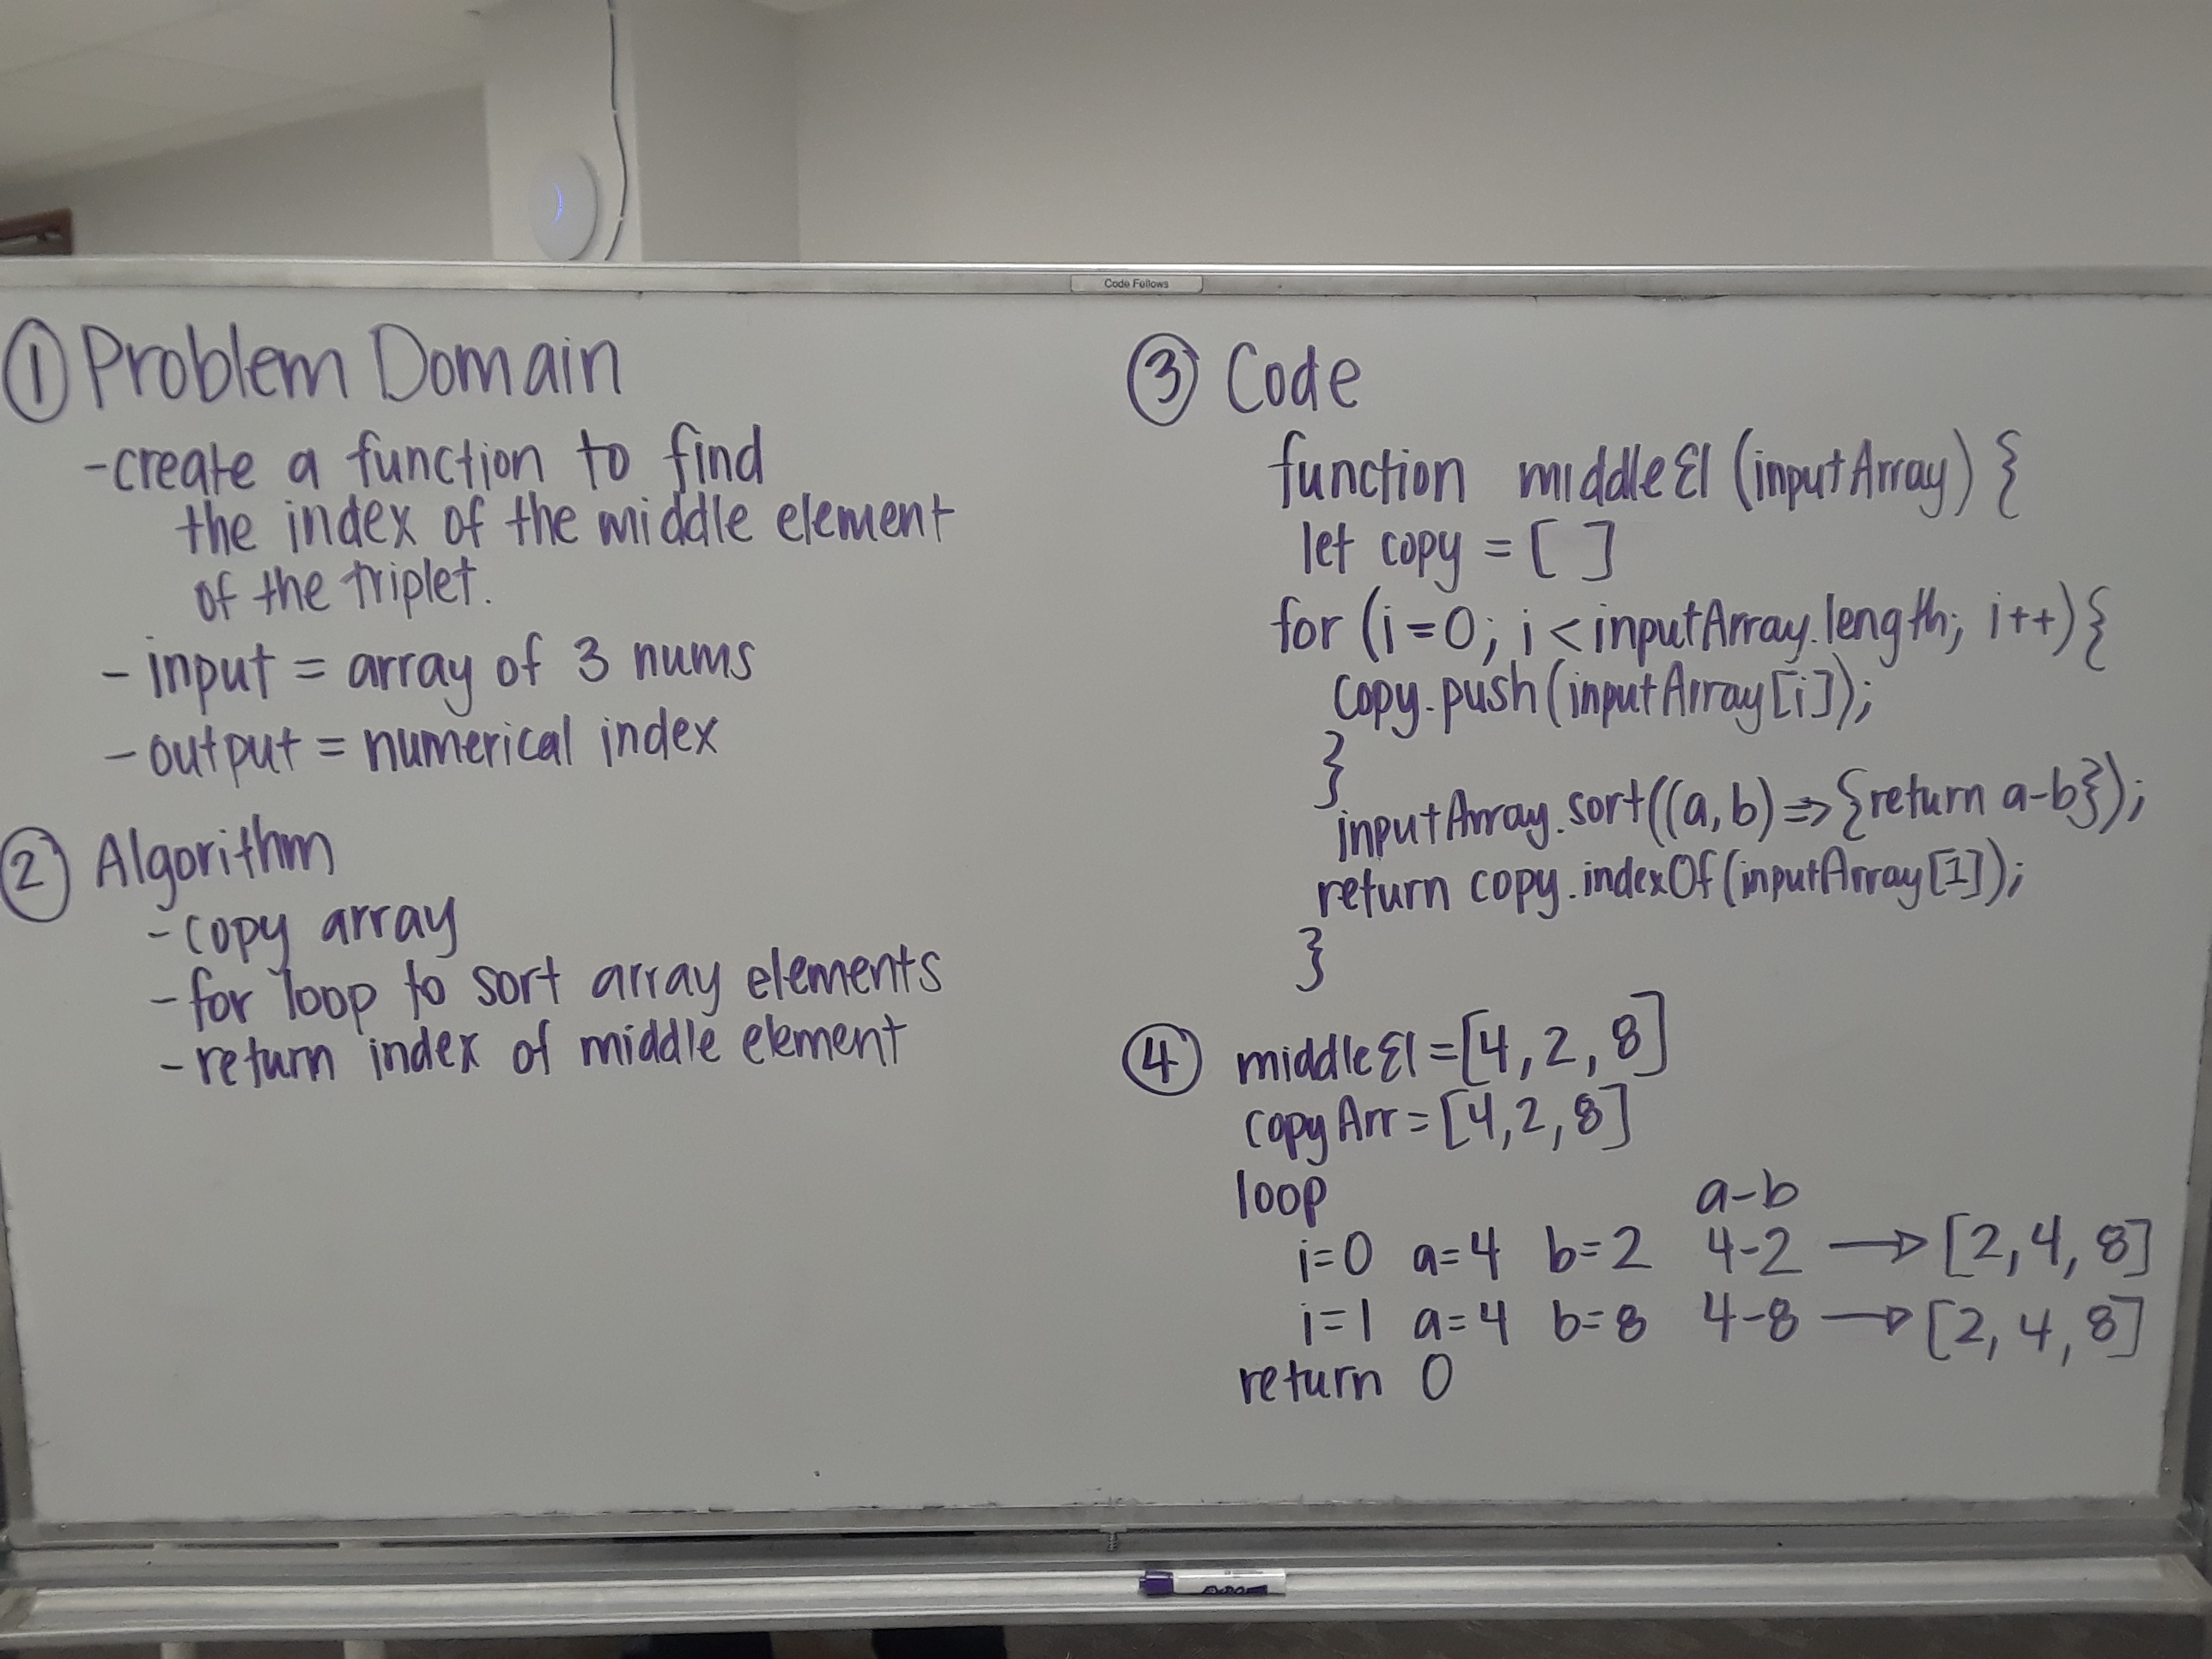 Code Fellows
① Problem Domain
-create a function to find
the index of the middle element
of the triplet.
- input = array of 3 nums
- output = numerical index
② Algorithm
- copy array
- for loop to sort array elements
- return index of middle element
③ Code
function middleEl (inputArray) {
let copy = [ ]
for (i=0; i < inputArray.length; i++){
copy.push(inputArray[i]);
}
inputArray.sort((a,b) => {return a-b});
return copy.indexOf(inputArray[1]);
}
④ middleEl = [4, 2, 8]
copyArr = [4,2,8]
loop a-b
i=0 a=4 b=2 4-2 → [2, 4, 8]
i=1 a=4 b=8 4-8 → [2, 4, 8]
return 0